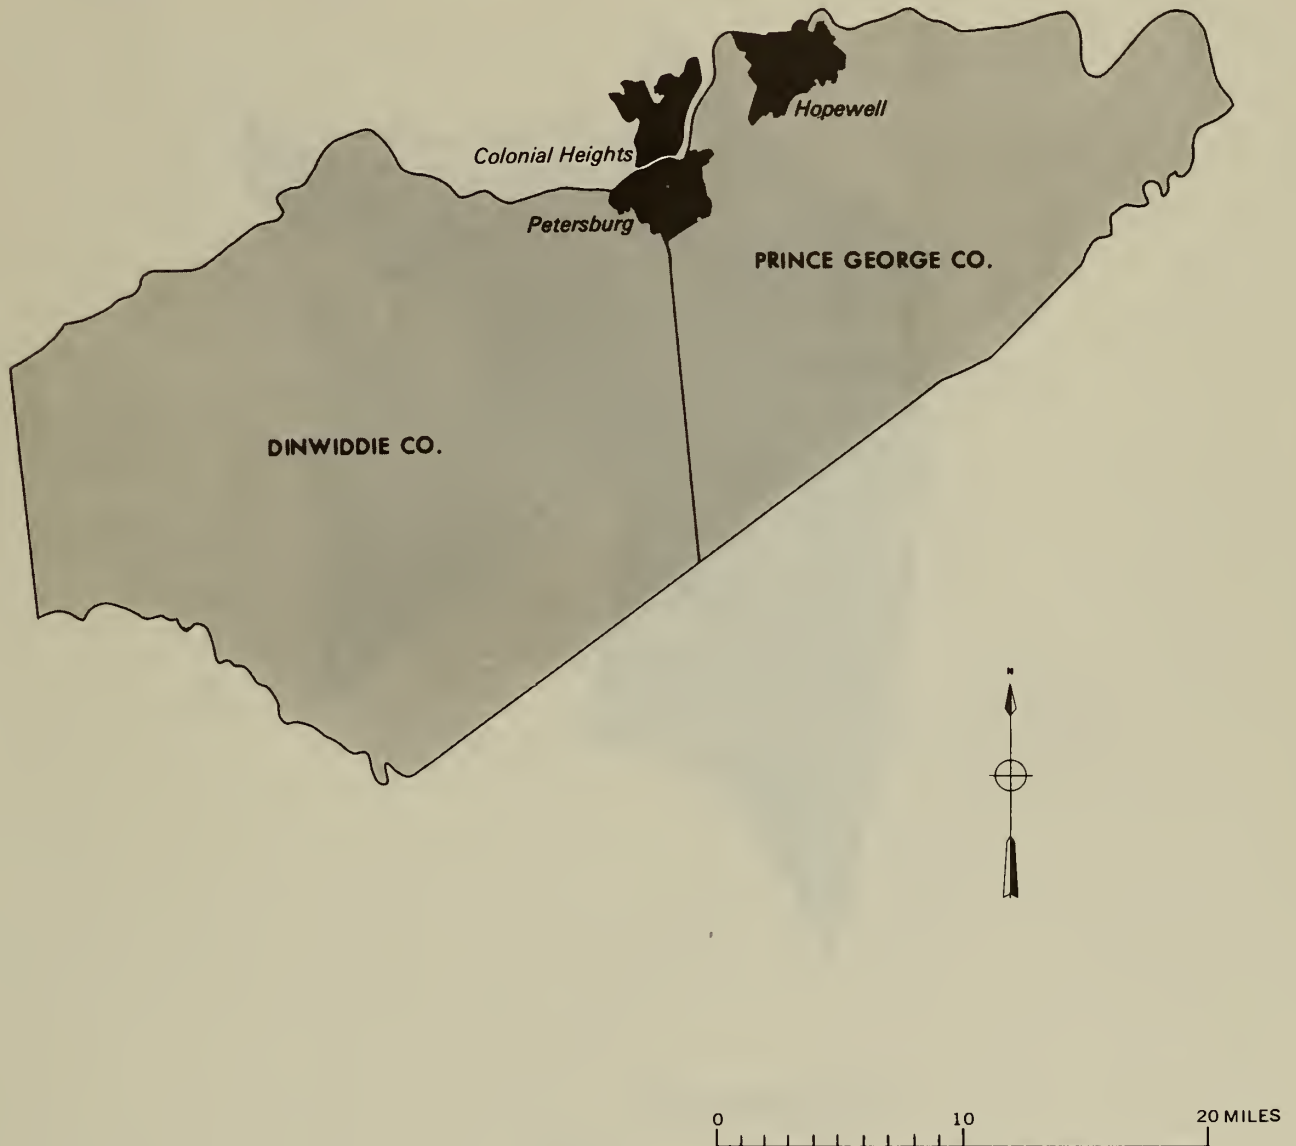 Hopewell
Colonial Heights
Petersburg
PRINCE GEORGE CO.
DINWIDDIE CO.
N
0 10 20 MILES